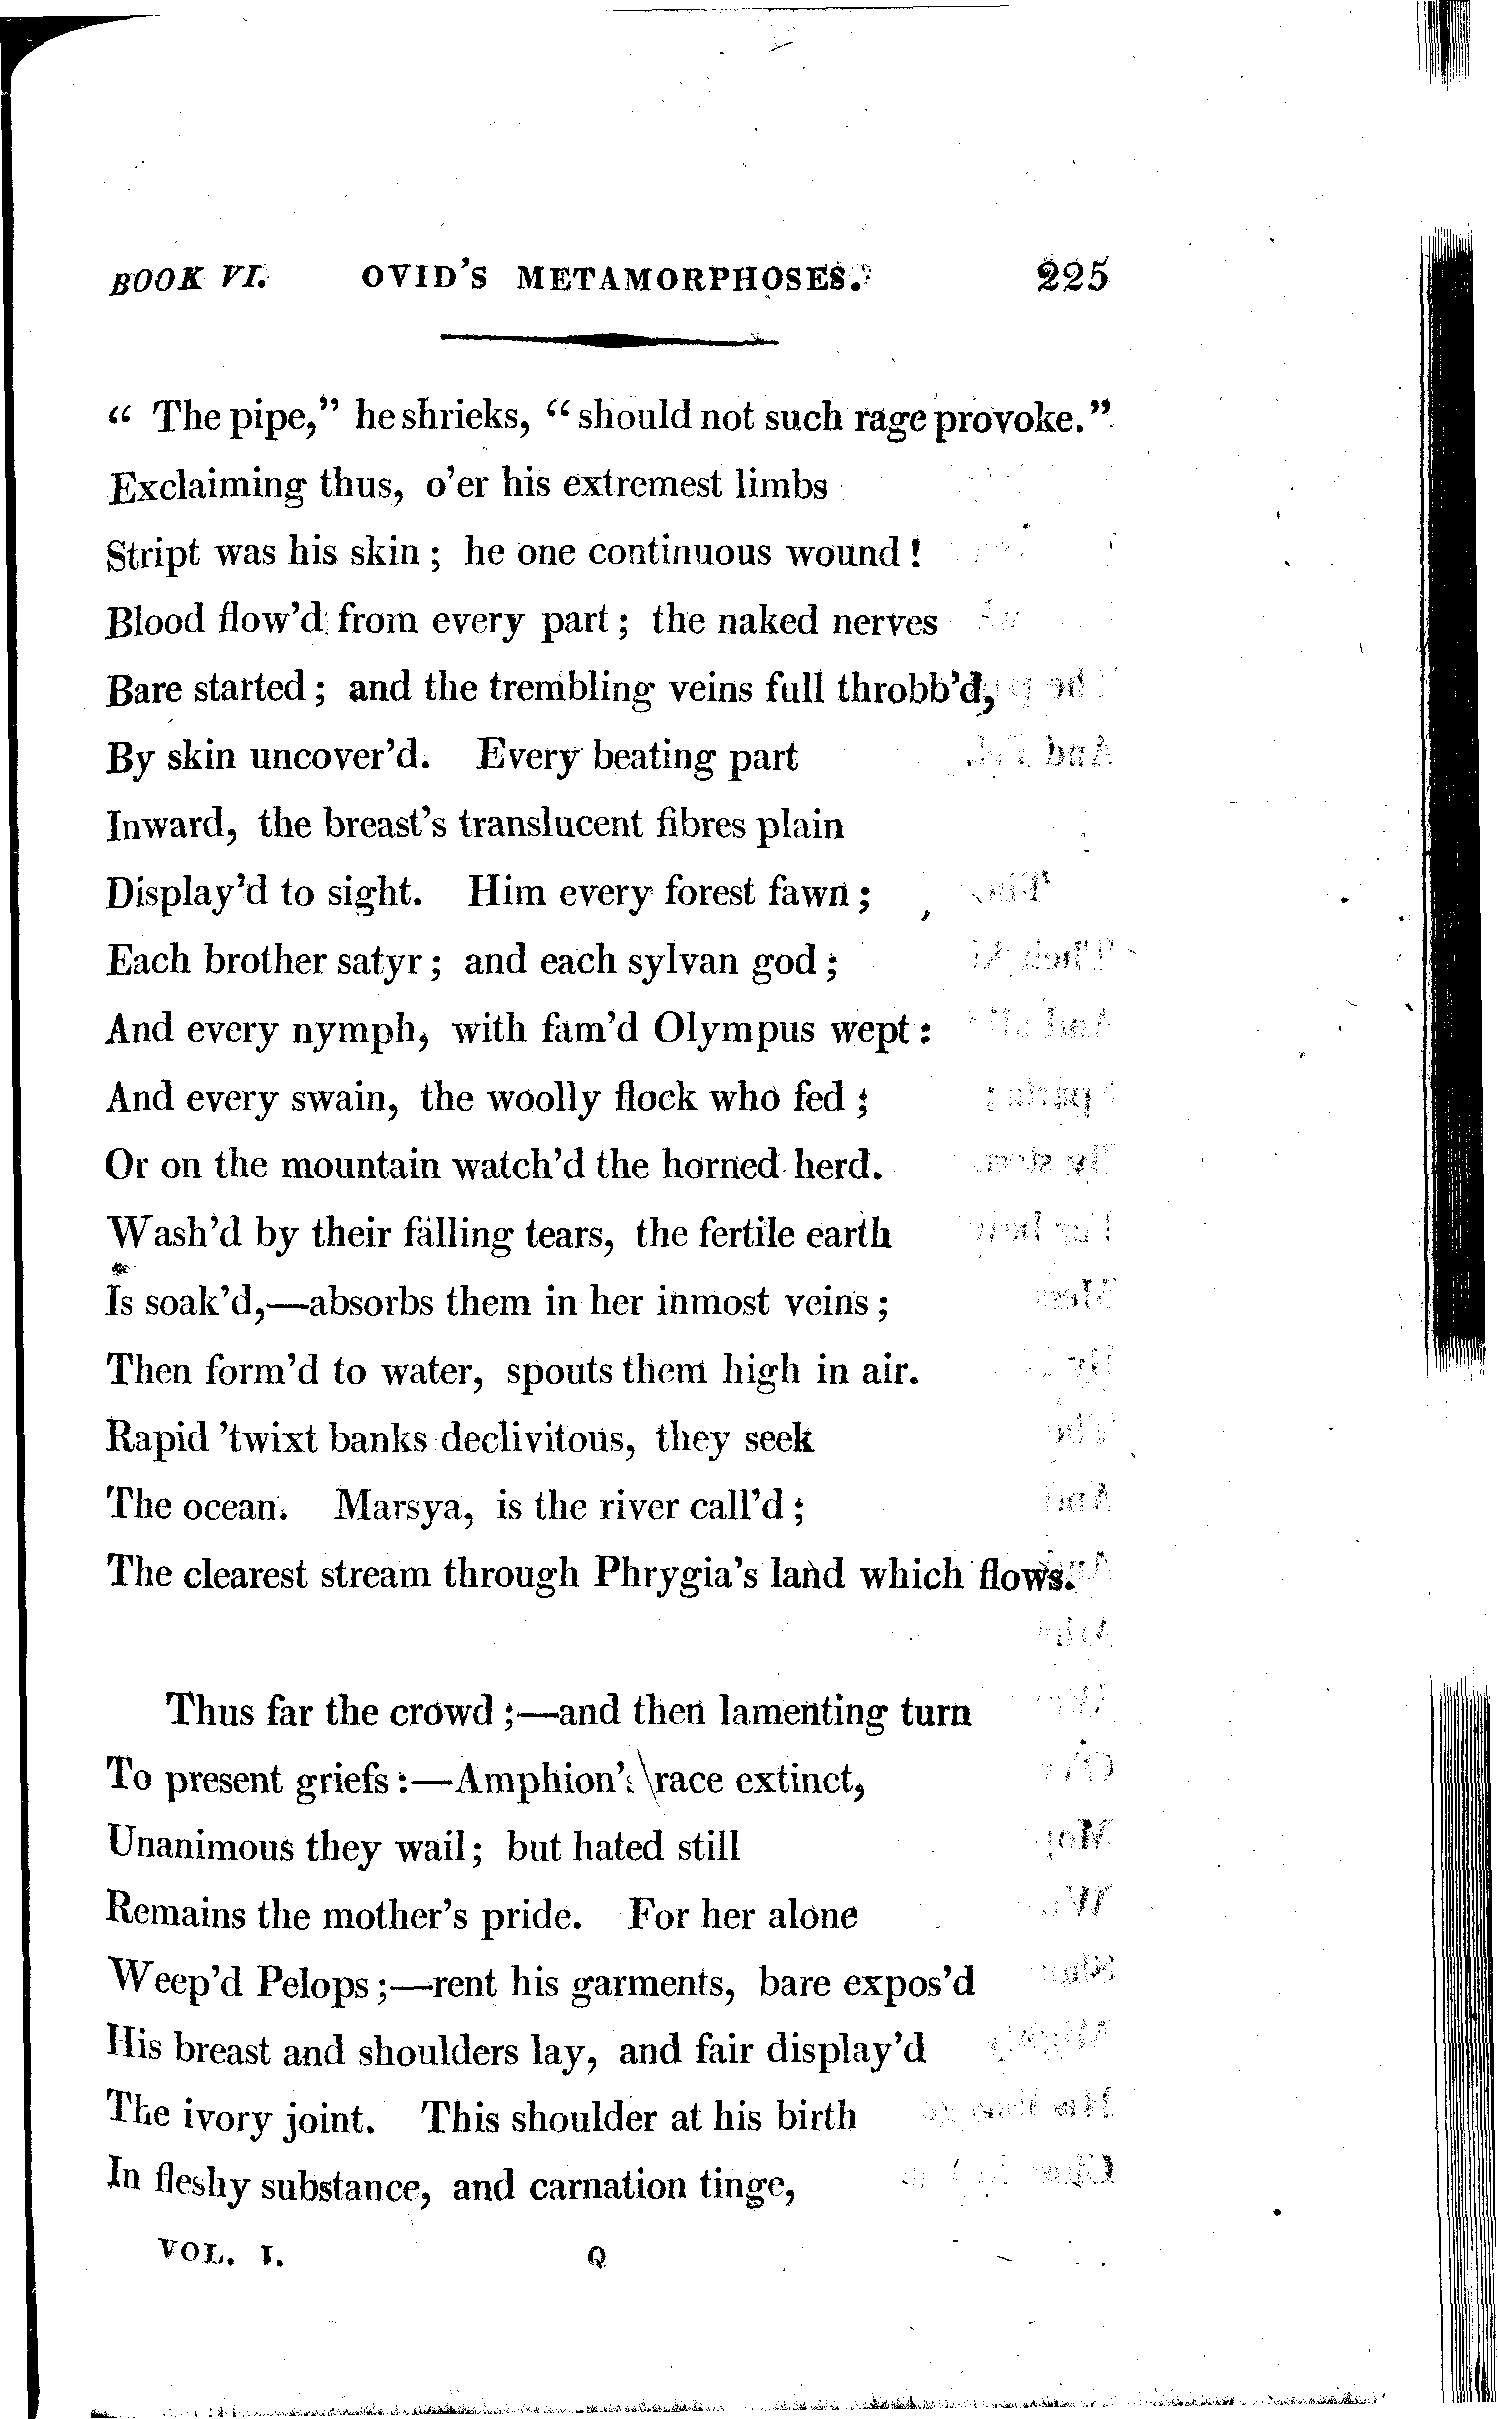 BOOK VI. OVID'S METAMORPHOSES. 225
“ The pipe,” he shrieks, “ should not such rage provoke.”
Exclaiming thus, o'er his extremest limbs
Stript was his skin ; he one continuous wound !
Blood flow'd from every part ; the naked nerves
Bare started ; and the trembling veins full throbb'd,
By skin uncover'd. Every beating part
Inward, the breast's translucent fibres plain
Display'd to sight. Him every forest fawn ;
Each brother satyr ; and each sylvan god ;
And every nymph, with fam'd Olympus wept :
And every swain, the woolly flock who fed ;
Or on the mountain watch'd the horned herd.
Wash'd by their falling tears, the fertile earth
Is soak'd,—absorbs them in her inmost veins ;
Then form'd to water, spouts them high in air.
Rapid 'twixt banks declivitous, they seek
The ocean. Marsya, is the river call'd ;
The clearest stream through Phrygia's land which flows.
Thus far the crowd ;—and then lamenting turn
To present griefs :—Amphion's race extinct,
Unanimous they wail ; but hated still
Remains the mother's pride. For her alone
Weep'd Pelops ;—rent his garments, bare expos'd
His breast and shoulders lay, and fair display'd
The ivory joint. This shoulder at his birth
In fleshy substance, and carnation tinge,
VOL. I. Q